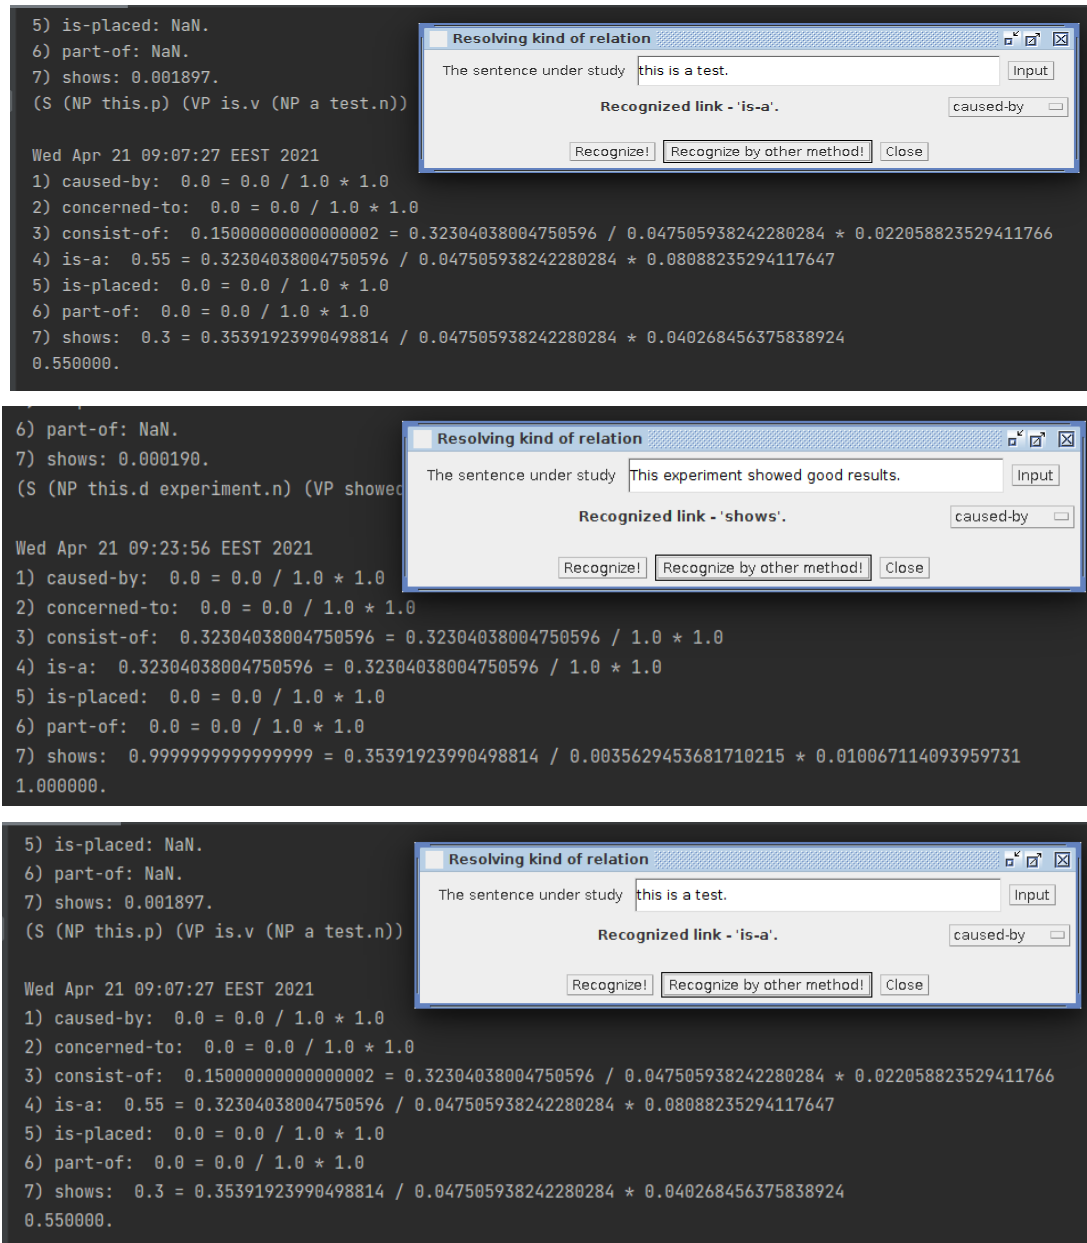 5) is-placed: NaN.
6) part-of: NaN.
7) shows: 0.001897.
(S (NP this.p) (VP is.v (NP a test.n))
Resolving kind of relation
The sentence under study this is a test. Input
Recognized link - 'is-a'. caused-by
Recognize! Recognize by other method! Close
Wed Apr 21 09:07:27 EEST 2021
1) caused-by: 0.0 = 0.0 / 1.0 * 1.0
2) concerned-to: 0.0 = 0.0 / 1.0 * 1.0
3) consist-of: 0.15000000000000002 = 0.32304038004750596 / 0.047505938242280284 * 0.022058823529411766
4) is-a: 0.55 = 0.32304038004750596 / 0.047505938242280284 * 0.08088235294117647
5) is-placed: 0.0 = 0.0 / 1.0 * 1.0
6) part-of: 0.0 = 0.0 / 1.0 * 1.0
7) shows: 0.3 = 0.35391923990498814 / 0.047505938242280284 * 0.040268456375838924
0.550000.
6) part-of: NaN.
7) shows: 0.000190.
(S (NP this.d experiment.n) (VP showed
Resolving kind of relation
The sentence under study This experiment showed good results. Input
Recognized link - 'shows'. caused-by
Recognize! Recognize by other method! Close
Wed Apr 21 09:23:56 EEST 2021
1) caused-by: 0.0 = 0.0 / 1.0 * 1.0
2) concerned-to: 0.0 = 0.0 / 1.0 * 1.0
3) consist-of: 0.32304038004750596 = 0.32304038004750596 / 1.0 * 1.0
4) is-a: 0.32304038004750596 = 0.32304038004750596 / 1.0 * 1.0
5) is-placed: 0.0 = 0.0 / 1.0 * 1.0
6) part-of: 0.0 = 0.0 / 1.0 * 1.0
7) shows: 0.9999999999999999 = 0.35391923990498814 / 0.0035629453681710215 * 0.010067114093959731
1.000000.
5) is-placed: NaN.
6) part-of: NaN.
7) shows: 0.001897.
(S (NP this.p) (VP is.v (NP a test.n))
Resolving kind of relation
The sentence under study this is a test. Input
Recognized link - 'is-a'. caused-by
Recognize! Recognize by other method! Close
Wed Apr 21 09:07:27 EEST 2021
1) caused-by: 0.0 = 0.0 / 1.0 * 1.0
2) concerned-to: 0.0 = 0.0 / 1.0 * 1.0
3) consist-of: 0.15000000000000002 = 0.32304038004750596 / 0.047505938242280284 * 0.022058823529411766
4) is-a: 0.55 = 0.32304038004750596 / 0.047505938242280284 * 0.08088235294117647
5) is-placed: 0.0 = 0.0 / 1.0 * 1.0
6) part-of: 0.0 = 0.0 / 1.0 * 1.0
7) shows: 0.3 = 0.35391923990498814 / 0.047505938242280284 * 0.040268456375838924
0.550000.